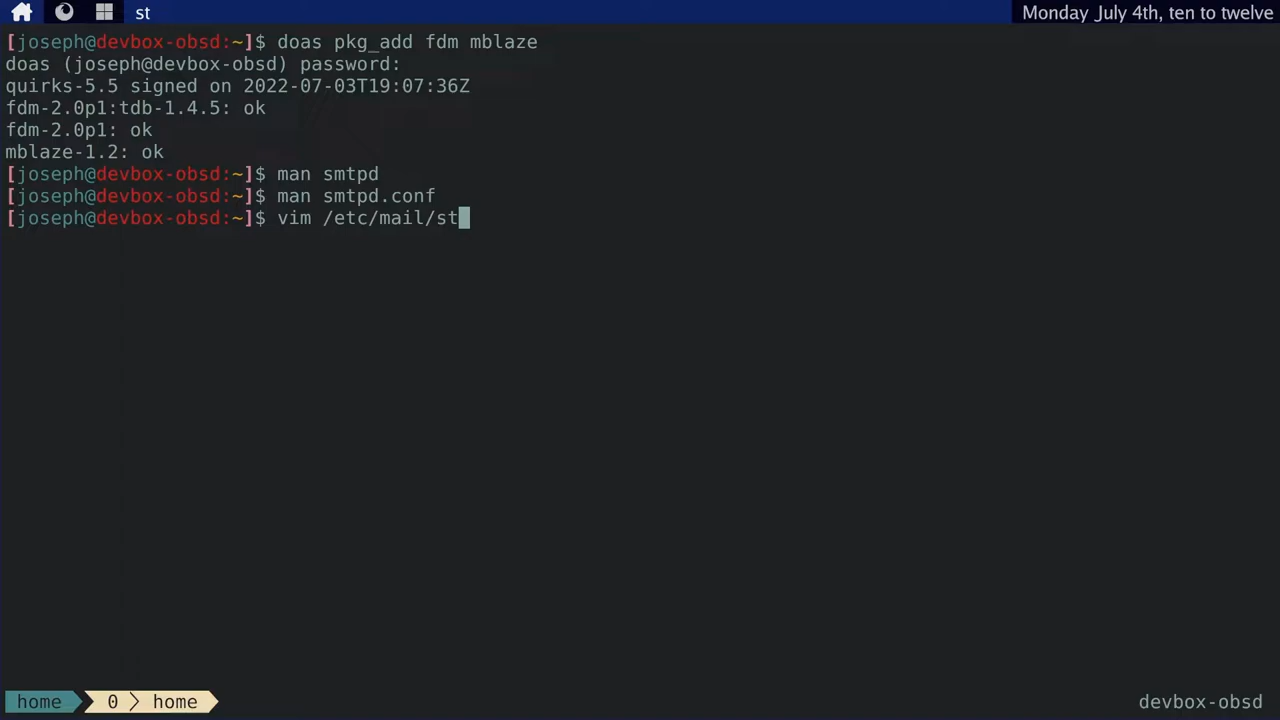 st
Monday July 4th, ten to twelve
[joseph@devbox-obsd:~]$ doas pkg_add fdm mblaze
doas (joseph@devbox-obsd) password:
quirks-5.5 signed on 2022-07-03T19:07:36Z
fdm-2.0p1:tdb-1.4.5: ok
fdm-2.0p1: ok
mblaze-1.2: ok
[joseph@devbox-obsd:~]$ man smtpd
[joseph@devbox-obsd:~]$ man smtpd.conf
[joseph@devbox-obsd:~]$ vim /etc/mail/st
home 0 home
devbox-obsd